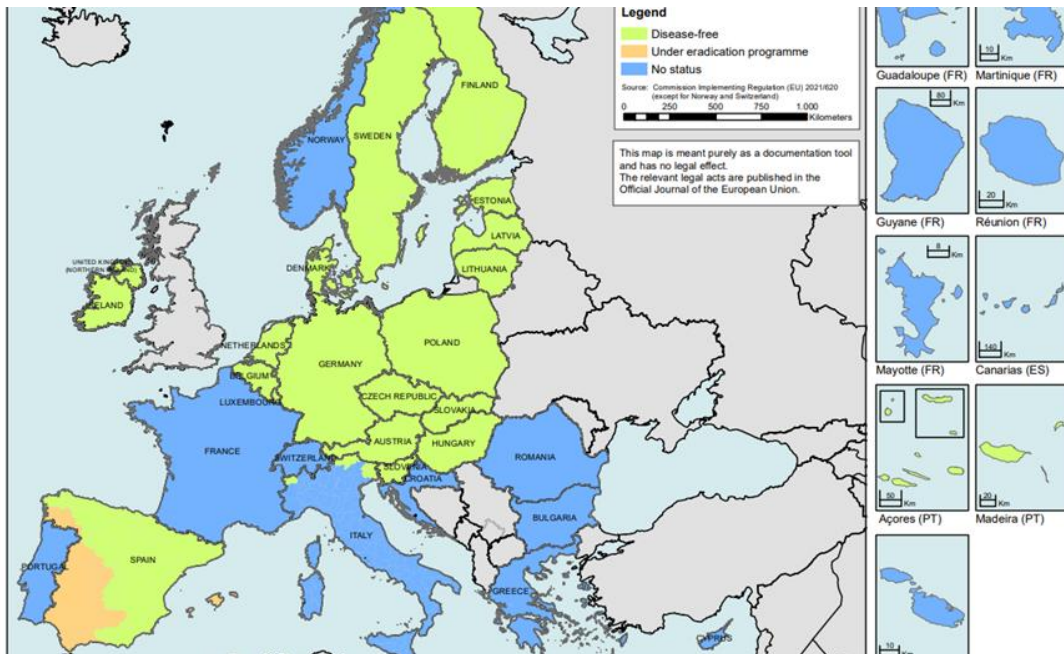 Legend
Disease-free
Under eradication programme
No status
Source: Commission Implementing Regulation (EU) 2021/620
(except for Norway and Switzerland)
0 250 500 750 1.000
Kilometers
This map is meant purely as a documentation tool
and has no legal effect.
The relevant legal acts are published in the
Official Journal of the European Union.
FINLAND
NORWAY
SWEDEN
ESTONIA
LATVIA
LITHUANIA
UNITED KINGDOM
(NORTHERN IRELAND)
IRELAND
DENMARK
NETHERLANDS
BELGIUM
LUXEMBOURG
GERMANY
POLAND
CZECH REPUBLIC
SLOVAKIA
AUSTRIA
HUNGARY
FRANCE
SWITZERLAND
SLOVENIA
CROATIA
ROMANIA
BULGARIA
ITALY
PORTUGAL
SPAIN
GREECE
CYPRUS
10
Km
Guadaloupe (FR)
Martinique (FR)
80
Km
20
Km
Guyane (FR)
Réunion (FR)
8
Km
140
Km
Mayotte (FR)
Canarias (ES)
50
Km
20
Km
Açores (PT)
Madeira (PT)
10
Km